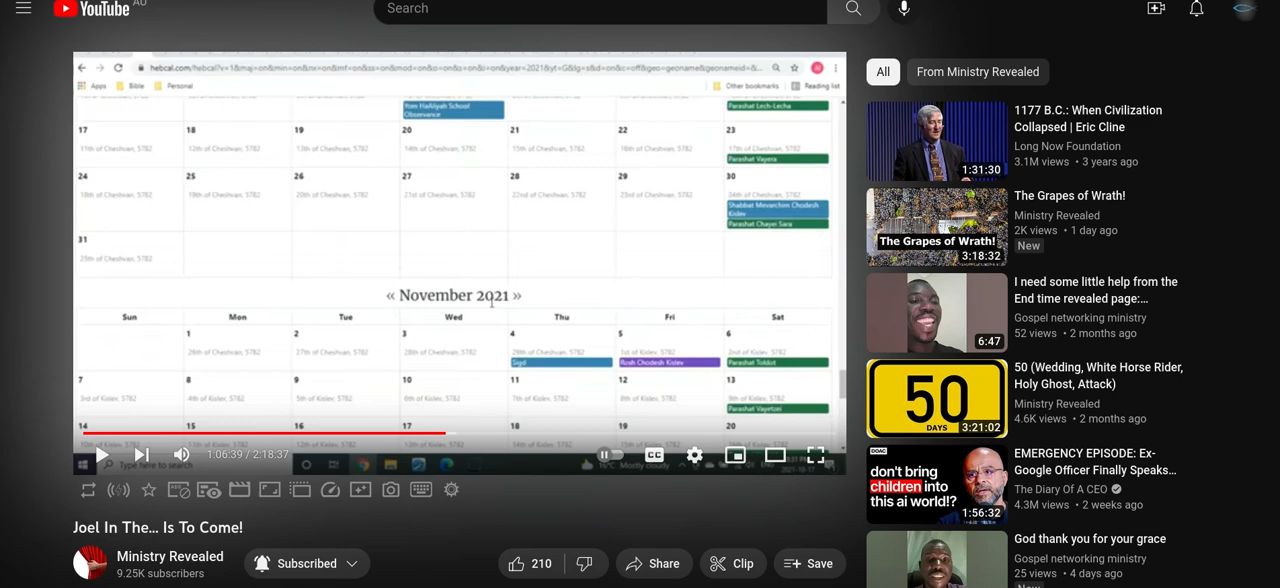 YouTube AU
Search
hebcal.com/hebcal?v=1&maj=on&min=on&nx=on&mf=on&ss=on&mod=on&o=on&s=on&i=on&year=2021&yt=G&lg=s&d=on&c=off&geo=geoname&geonameid=&...
Apps Bible Personal Other bookmarks Reading list
Yom HaAliyah School Observance
Parashat Lech-Lecha
17 18 19 20 21 22 23
11th of Cheshvan, 5782 12th of Cheshvan, 5782 13th of Cheshvan, 5782 14th of Cheshvan, 5782 15th of Cheshvan, 5782 16th of Cheshvan, 5782 17th of Cheshvan, 5782
Parashat Vayera
24 25 26 27 28 29 30
18th of Cheshvan, 5782 19th of Cheshvan, 5782 20th of Cheshvan, 5782 21st of Cheshvan, 5782 22nd of Cheshvan, 5782 23rd of Cheshvan, 5782 24th of Cheshvan, 5782
Shabbat Mevarchim Chodesh Kislev
Parashat Chayei Sara
31
25th of Cheshvan, 5782
« November 2021 »
Sun Mon Tue Wed Thu Fri Sat
1 2 3 4 5 6
26th of Cheshvan, 5782 27th of Cheshvan, 5782 28th of Cheshvan, 5782 29th of Cheshvan, 5782 1st of Kislev, 5782 2nd of Kislev, 5782
Sigd Rosh Chodesh Kislev Parashat Toldot
7 8 9 10 11 12 13
3rd of Kislev, 5782 4th of Kislev, 5782 5th of Kislev, 5782 6th of Kislev, 5782 7th of Kislev, 5782 8th of Kislev, 5782 9th of Kislev, 5782
Parashat Vayetzei
14 15 16 17 18 19 20
1:06:39 / 2:18:37
CC
Type here to search
Mostly cloudy
Joel In The... Is To Come!
Ministry Revealed
9.25K subscribers
Subscribed
210
Share
Clip
Save
All
From Ministry Revealed
1177 B.C.: When Civilization
Collapsed | Eric Cline
Long Now Foundation
3.1M views • 3 years ago
1:31:30
The Grapes of Wrath!
Ministry Revealed
2K views • 1 day ago
New
The Grapes of Wrath!
3:18:32
I need some little help from the
End time revealed page:...
Gospel networking ministry
52 views • 2 months ago
6:47
50 (Wedding, White Horse Rider,
Holy Ghost, Attack)
Ministry Revealed
4.6K views • 2 months ago
50
DAYS
3:21:02
EMERGENCY EPISODE: Ex-
Google Officer Finally Speaks...
The Diary Of A CEO
4.3M views • 2 weeks ago
DOAC
don't bring
children into
this ai world!?
1:56:32
God thank you for your grace
Gospel networking ministry
25 views • 4 days ago
New